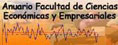 Anuario Facultad de Ciencias
Económicas y Empresariales